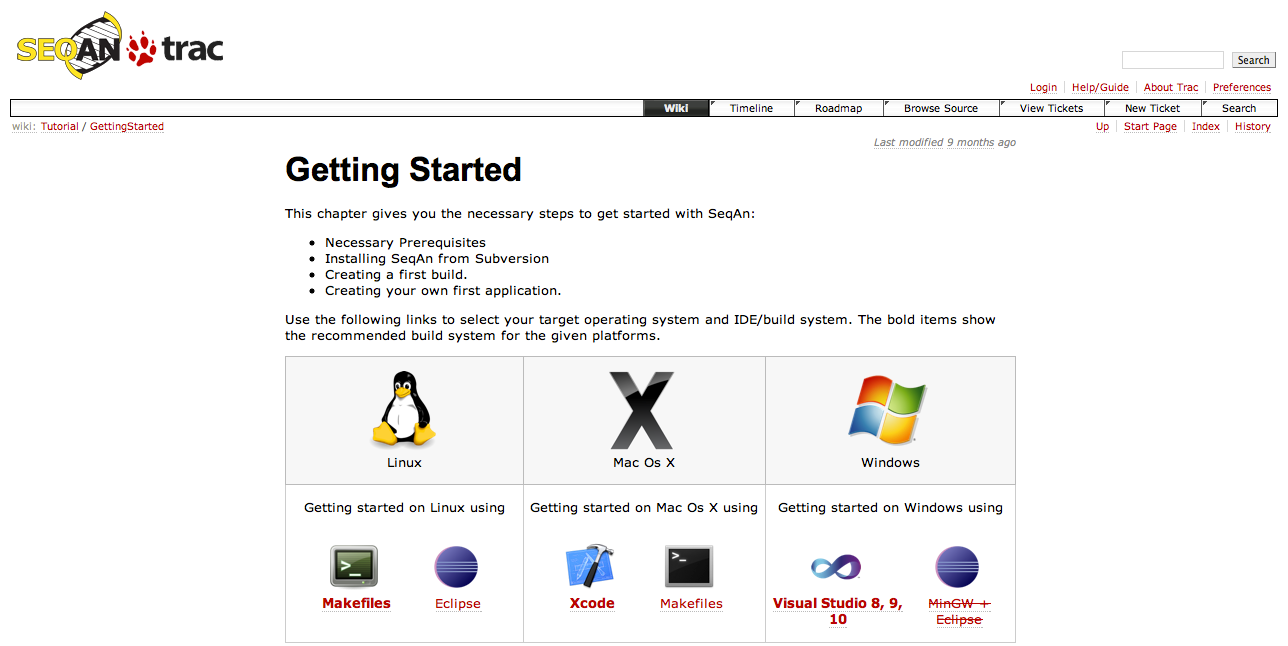 SEQAN trac
Search
Login Help/Guide About Trac Preferences
Wiki Timeline Roadmap Browse Source View Tickets New Ticket Search
wiki: Tutorial / GettingStarted
Up Start Page Index History
Last modified 9 months ago
Getting Started
This chapter gives you the necessary steps to get started with SeqAn:
• Necessary Prerequisites
• Installing SeqAn from Subversion
• Creating a first build.
• Creating your own first application.
Use the following links to select your target operating system and IDE/build system. The bold items show
the recommended build system for the given platforms.
Linux Mac Os X Windows
Getting started on Linux using
Makefiles Eclipse
Getting started on Mac Os X using
Xcode Makefiles
Getting started on Windows using
Visual Studio 8, 9,
10
MinGW +
Eclipse